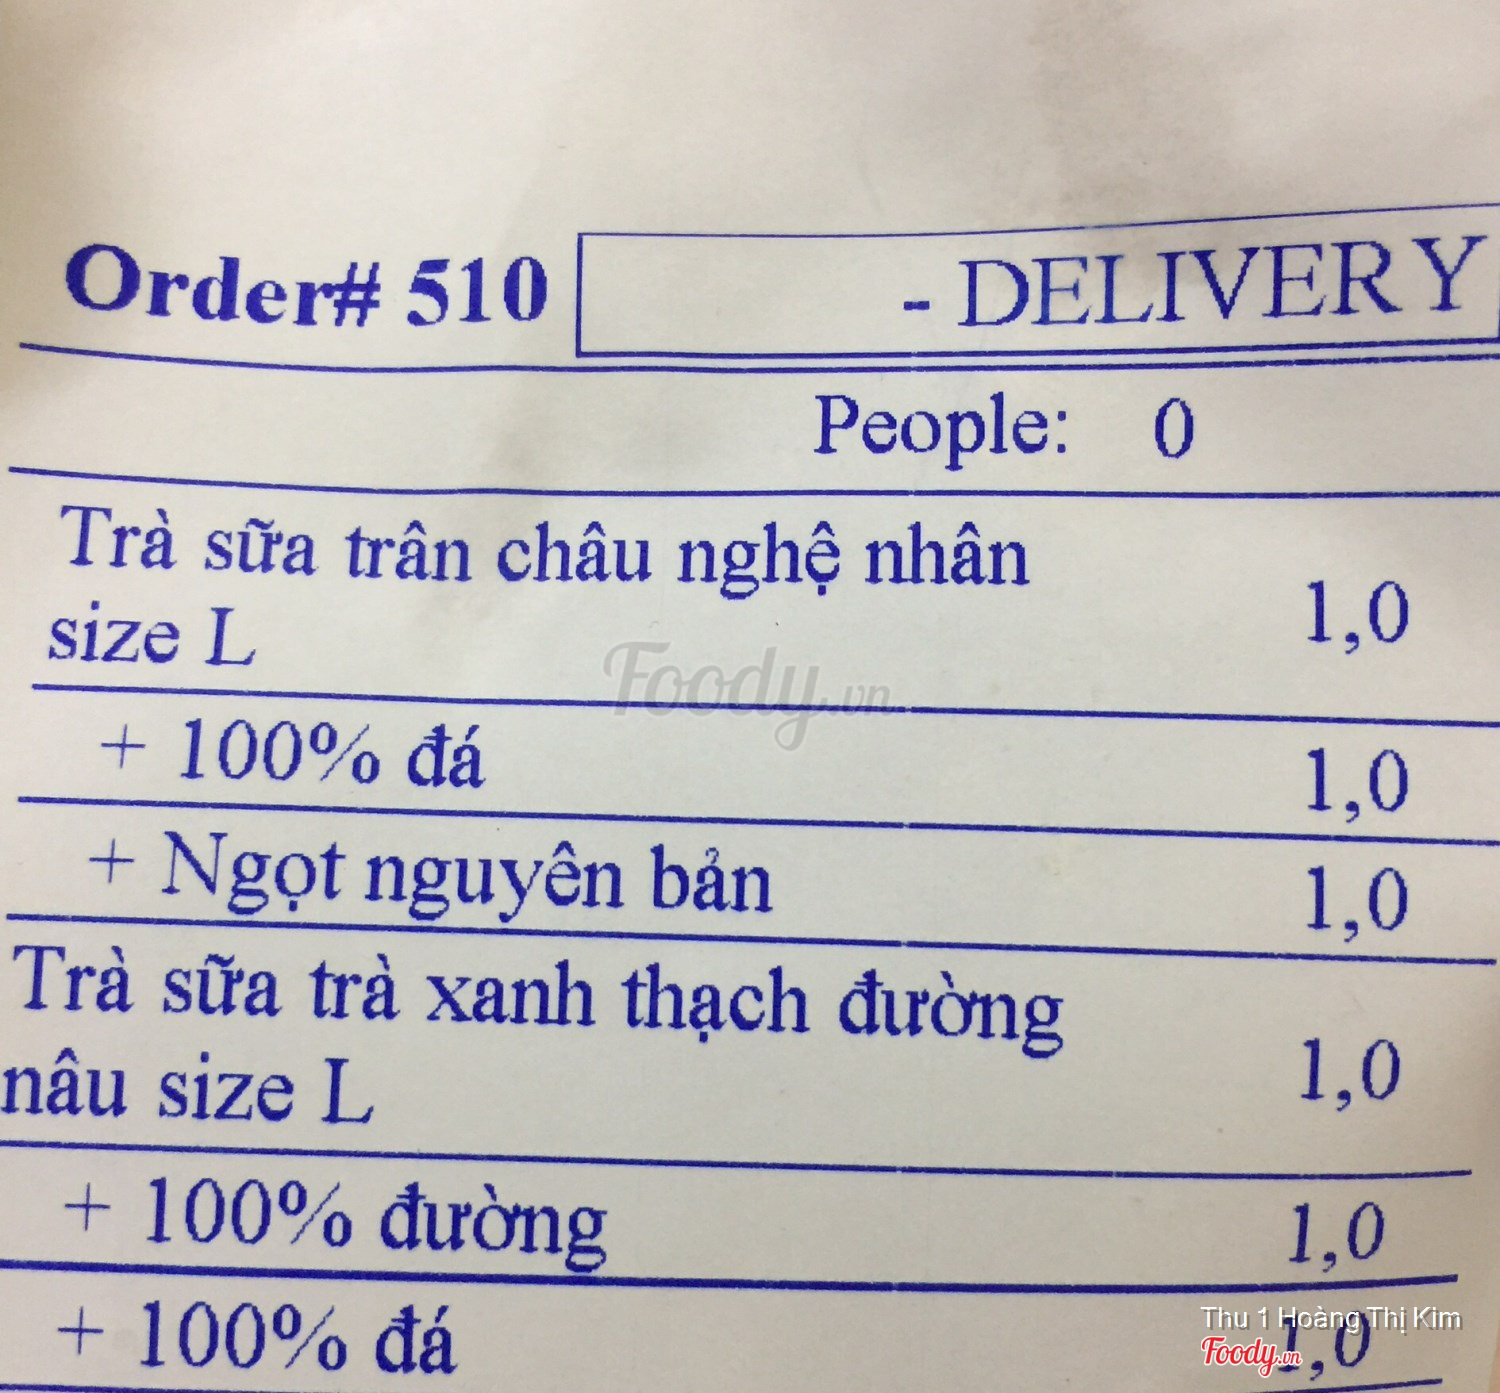 Order# 510 - DELIVERY
People: 0
Trà sữa trân châu nghệ nhân
size L 1,0
+ 100% đá 1,0
+ Ngọt nguyên bản 1,0
Trà sữa trà xanh thạch đường
nâu size L 1,0
+ 100% đường 1,0
+ 100% đá 1,0
Foody.vn
Thu 1 Hoàng Thị Kim
Foody.vn